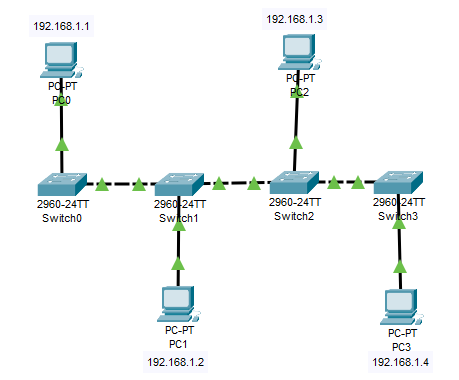 192.168.1.1
PC-PT
PC0
192.168.1.3
PC-PT
PC2
2960-24TT
Switch0
2960-24TT
Switch1
2960-24TT
Switch2
2960-24TT
Switch3
PC-PT
PC1
192.168.1.2
PC-PT
PC3
192.168.1.4